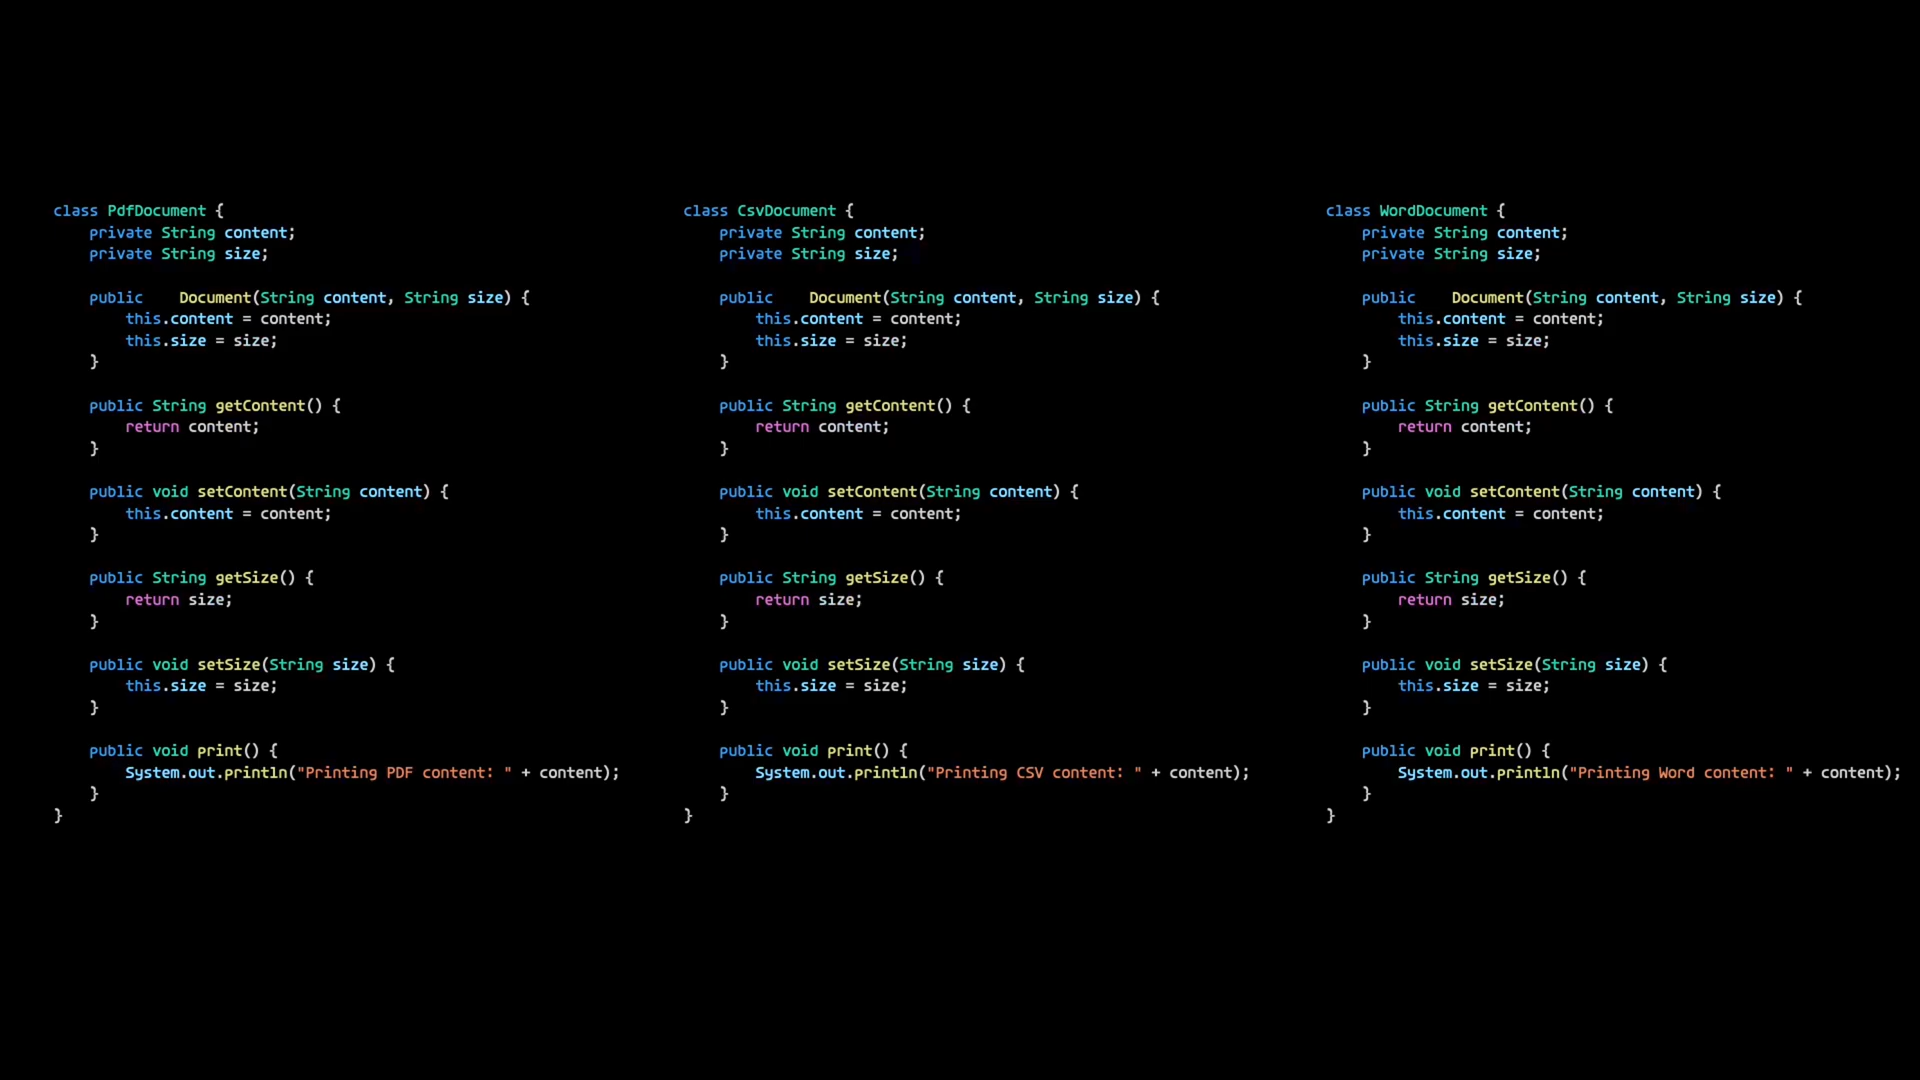 class PdfDocument {
    private String content;
    private String size;

    public    Document(String content, String size) {
        this.content = content;
        this.size = size;
    }

    public String getContent() {
        return content;
    }

    public void setContent(String content) {
        this.content = content;
    }

    public String getSize() {
        return size;
    }

    public void setSize(String size) {
        this.size = size;
    }

    public void print() {
        System.out.println("Printing PDF content: " + content);
    }
}
class CsvDocument {
    private String content;
    private String size;

    public    Document(String content, String size) {
        this.content = content;
        this.size = size;
    }

    public String getContent() {
        return content;
    }

    public void setContent(String content) {
        this.content = content;
    }

    public String getSize() {
        return size;
    }

    public void setSize(String size) {
        this.size = size;
    }

    public void print() {
        System.out.println("Printing CSV content: " + content);
    }
}
class WordDocument {
    private String content;
    private String size;

    public    Document(String content, String size) {
        this.content = content;
        this.size = size;
    }

    public String getContent() {
        return content;
    }

    public void setContent(String content) {
        this.content = content;
    }

    public String getSize() {
        return size;
    }

    public void setSize(String size) {
        this.size = size;
    }

    public void print() {
        System.out.println("Printing Word content: " + content);
    }
}